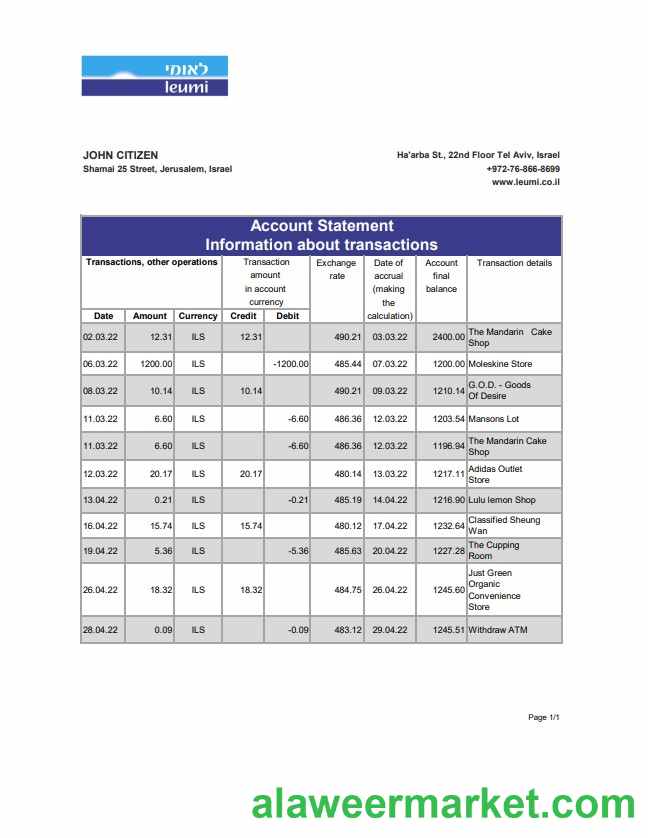 לאומי
leumi
JOHN CITIZEN
Shamai 25 Street, Jerusalem, Israel
Ha'arba St., 22nd Floor Tel Aviv, Israel
+972-76-866-8699
www.leumi.co.il
Account Statement
Information about transactions
Transactions, other operations Transaction amount in account currency Exchange rate Date of accrual (making the calculation) Account final balance Transaction details
Date Amount Currency Credit Debit
02.03.22 12.31 ILS 12.31 490.21 03.03.22 2400.00 The Mandarin Cake Shop
06.03.22 1200.00 ILS -1200.00 485.44 07.03.22 1200.00 Moleskine Store
08.03.22 10.14 ILS 10.14 490.21 09.03.22 1210.14 G.O.D. - Goods Of Desire
11.03.22 6.60 ILS -6.60 486.36 12.03.22 1203.54 Mansons Lot
11.03.22 6.60 ILS -6.60 486.36 12.03.22 1196.94 The Mandarin Cake Shop
12.03.22 20.17 ILS 20.17 480.14 13.03.22 1217.11 Adidas Outlet Store
13.04.22 0.21 ILS -0.21 485.19 14.04.22 1216.90 Lulu lemon Shop
16.04.22 15.74 ILS 15.74 480.12 17.04.22 1232.64 Classified Sheung Wan
19.04.22 5.36 ILS -5.36 485.63 20.04.22 1227.28 The Cupping Room
26.04.22 18.32 ILS 18.32 484.75 26.04.22 1245.60 Just Green Organic Convenience Store
28.04.22 0.09 ILS -0.09 483.12 29.04.22 1245.51 Withdraw ATM
Page 1/1
alaweermarket.com